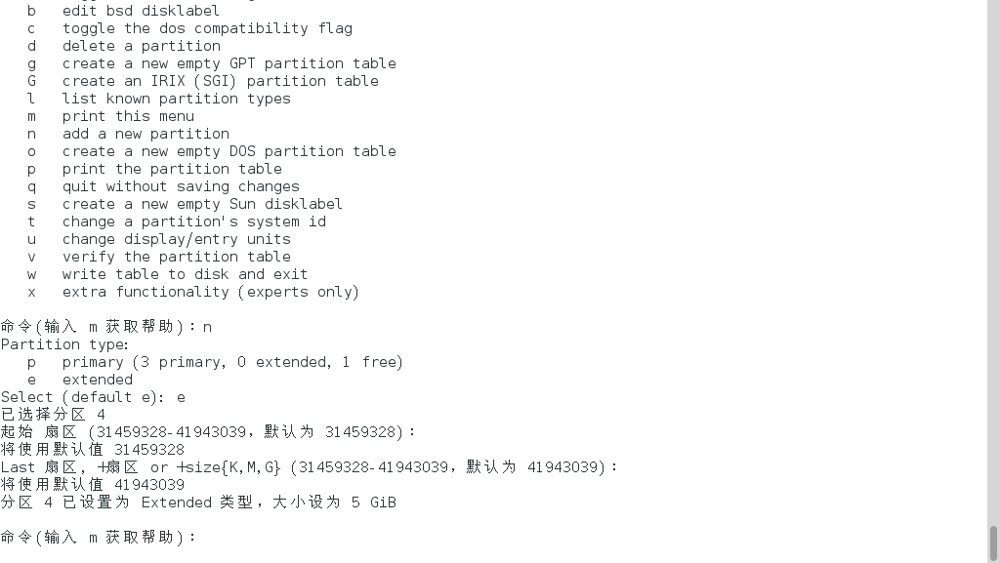 b   edit bsd disklabel
c   toggle the dos compatibility flag
d   delete a partition
g   create a new empty GPT partition table
G   create an IRIX (SGI) partition table
l   list known partition types
m   print this menu
n   add a new partition
o   create a new empty DOS partition table
p   print the partition table
q   quit without saving changes
s   create a new empty Sun disklabel
t   change a partition's system id
u   change display/entry units
v   verify the partition table
w   write table to disk and exit
x   extra functionality (experts only)
命令(输入 m 获取帮助)：n
Partition type:
p   primary (3 primary, 0 extended, 1 free)
e   extended
Select (default e): e
已选择分区 4
起始 扇区 (31459328-41943039，默认为 31459328)：
将使用默认值 31459328
Last 扇区, +扇区 or +size{K,M,G} (31459328-41943039，默认为 41943039)：
将使用默认值 41943039
分区 4 已设置为 Extended 类型，大小设为 5 GiB
命令(输入 m 获取帮助)：